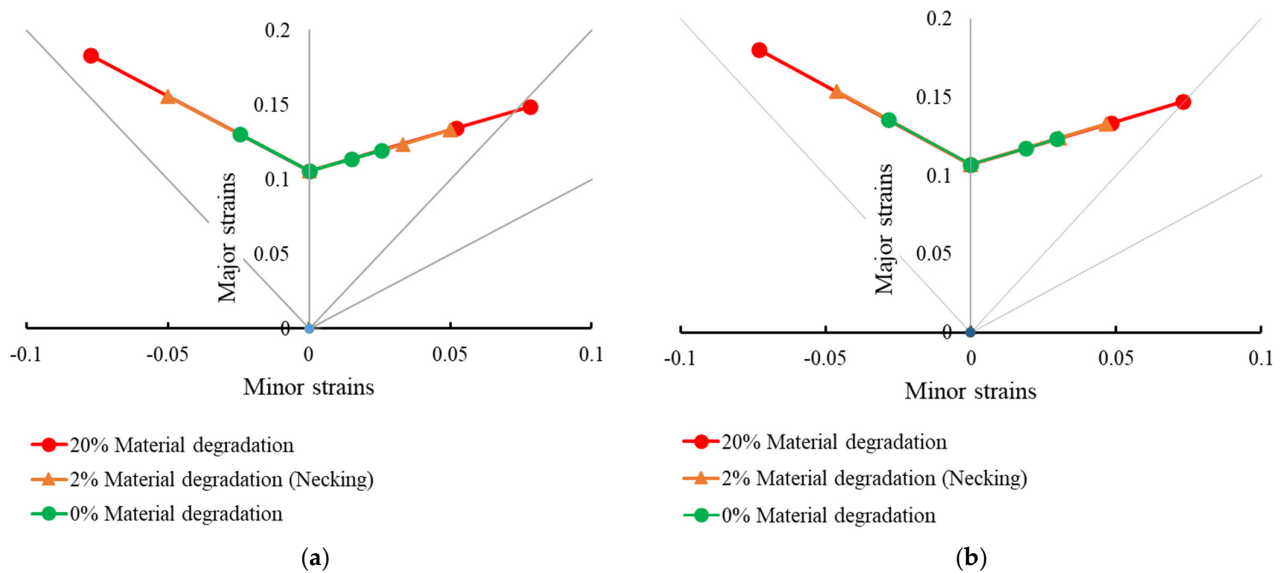 0.2
0.15
0.1
0.05
0
Major strains
-0.1 -0.05 0 0.05 0.1
Minor strains
20% Material degradation
2% Material degradation (Necking)
0% Material degradation
(a)
0.2
0.15
0.1
0.05
0
Major strains
-0.1 -0.05 0 0.05 0.1
Minor strains
20% Material degradation
2% Material degradation (Necking)
0% Material degradation
(b)